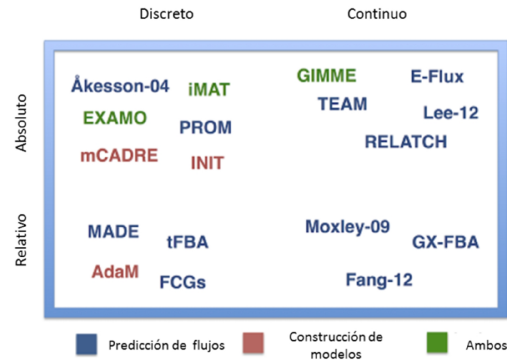 Discreto Continuo
Absoluto
Åkesson-04 iMAT GIMME E-Flux
EXAMO PROM TEAM Lee-12
mCADRE INIT RELATCH
Relativo
MADE tFBA Moxley-09 GX-FBA
AdaM FCGs Fang-12
Predicción de flujos Construcción de modelos Ambos